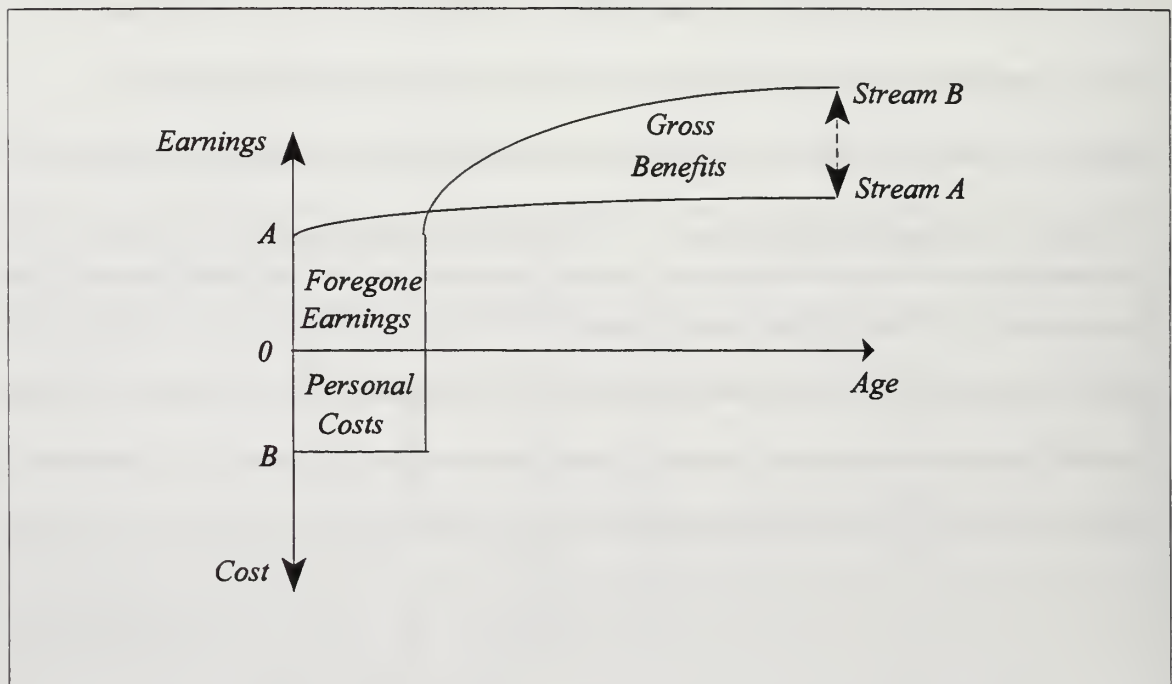 Stream B
Gross
Benefits
Earnings
Stream A
A
Foregone
Earnings
0
Age
Personal
Costs
B
Cost